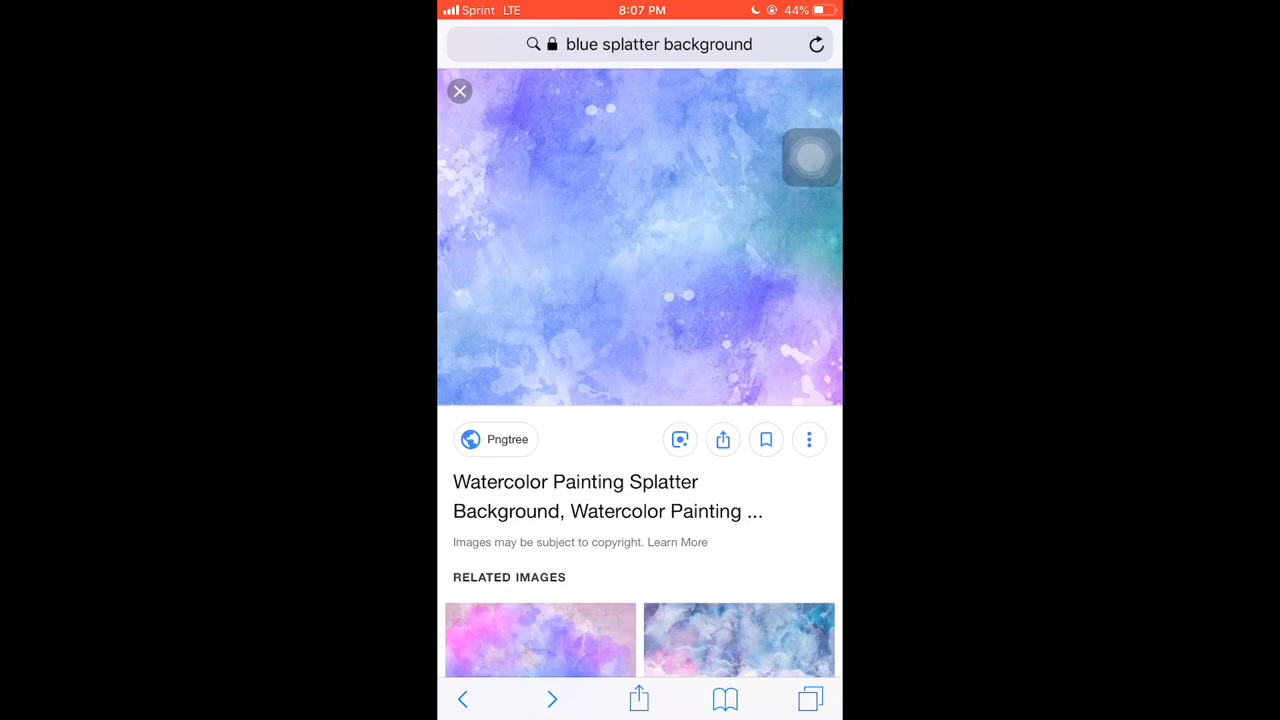 Sprint LTE 8:07 PM 44%
blue splatter background
Pngtree
Watercolor Painting Splatter
Background, Watercolor Painting ...
Images may be subject to copyright. Learn More
RELATED IMAGES